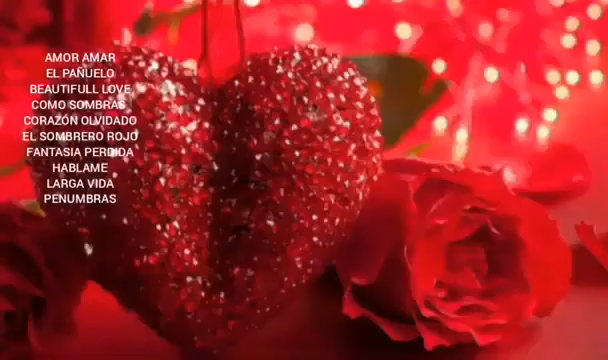 AMOR AMAR
EL PAÑUELO
BEAUTIFULL LOVE
COMO SOMBRAS
CORAZÓN OLVIDADO
EL SOMBRERO ROJO
FANTASIA PERDIDA
HABLAME
LARGA VIDA
PENUMBRAS